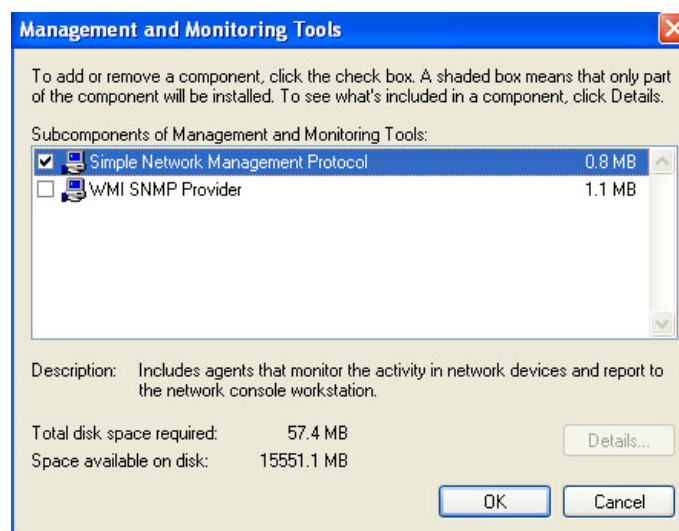 Management and Monitoring Tools
To add or remove a component, click the check box. A shaded box means that only part
of the component will be installed. To see what's included in a component, click Details.
Subcomponents of Management and Monitoring Tools:
Simple Network Management Protocol 0.8 MB
WMI SNMP Provider 1.1 MB
Description: Includes agents that monitor the activity in network devices and report to
the network console workstation.
Total disk space required: 57.4 MB
Space available on disk: 15551.1 MB
Details...
OK Cancel